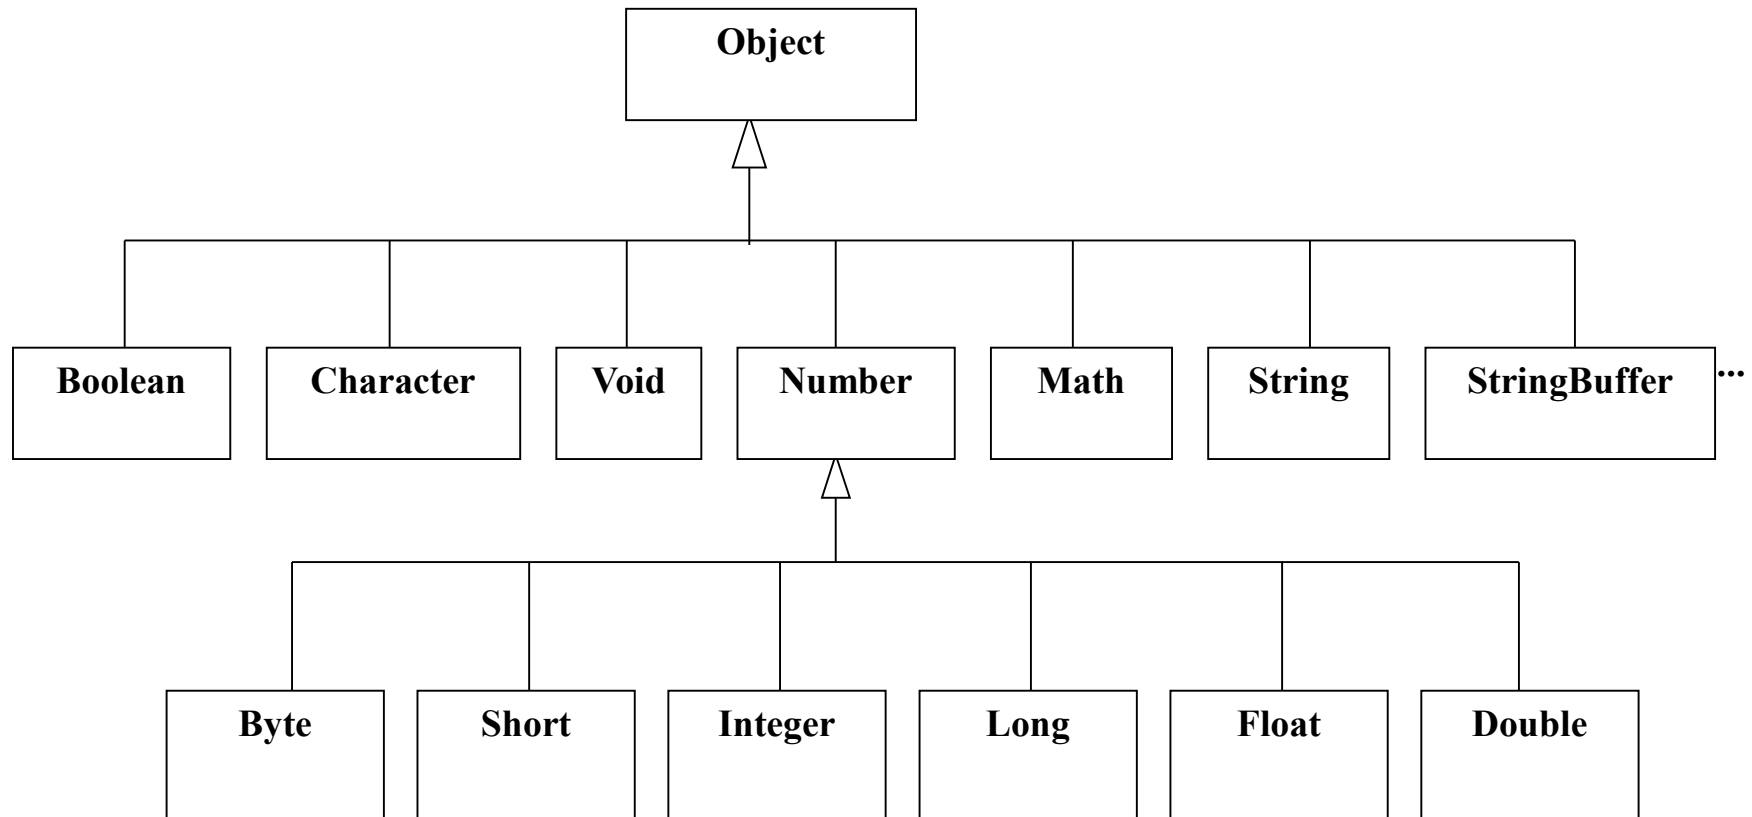 Object
Boolean Character Void Number Math String StringBuffer ...
Byte Short Integer Long Float Double